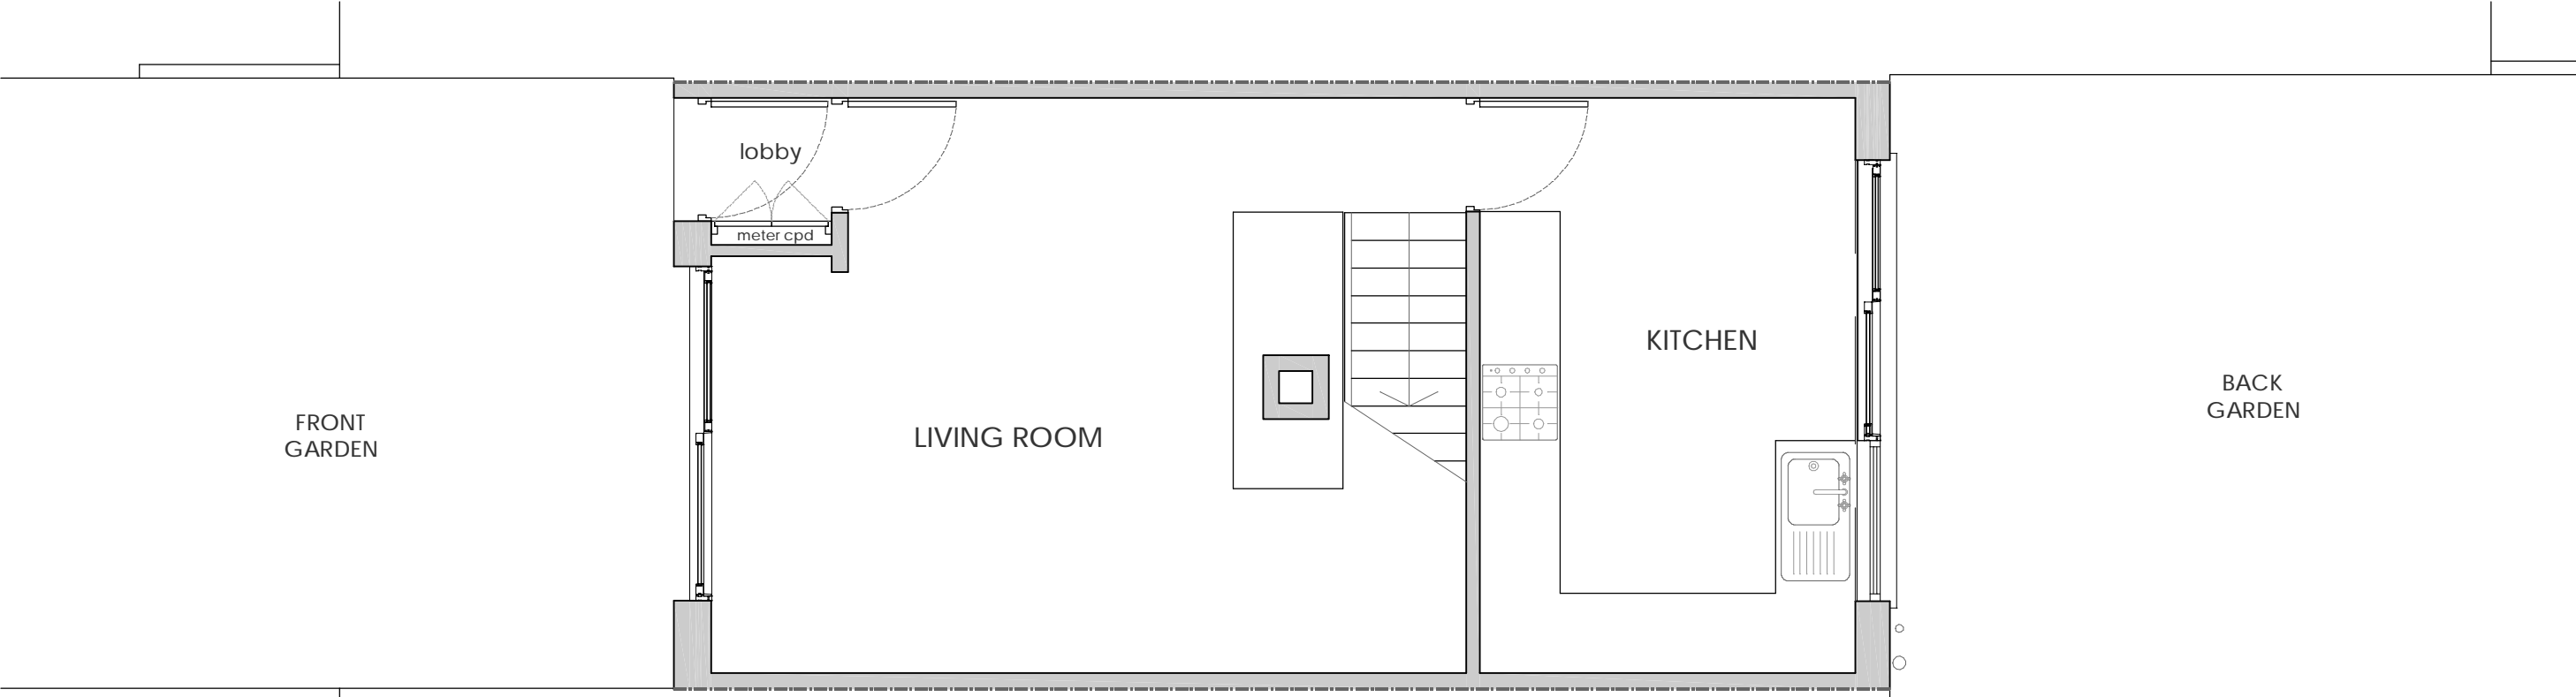 lobby
meter cpd
FRONT
GARDEN
LIVING ROOM
KITCHEN
BACK
GARDEN